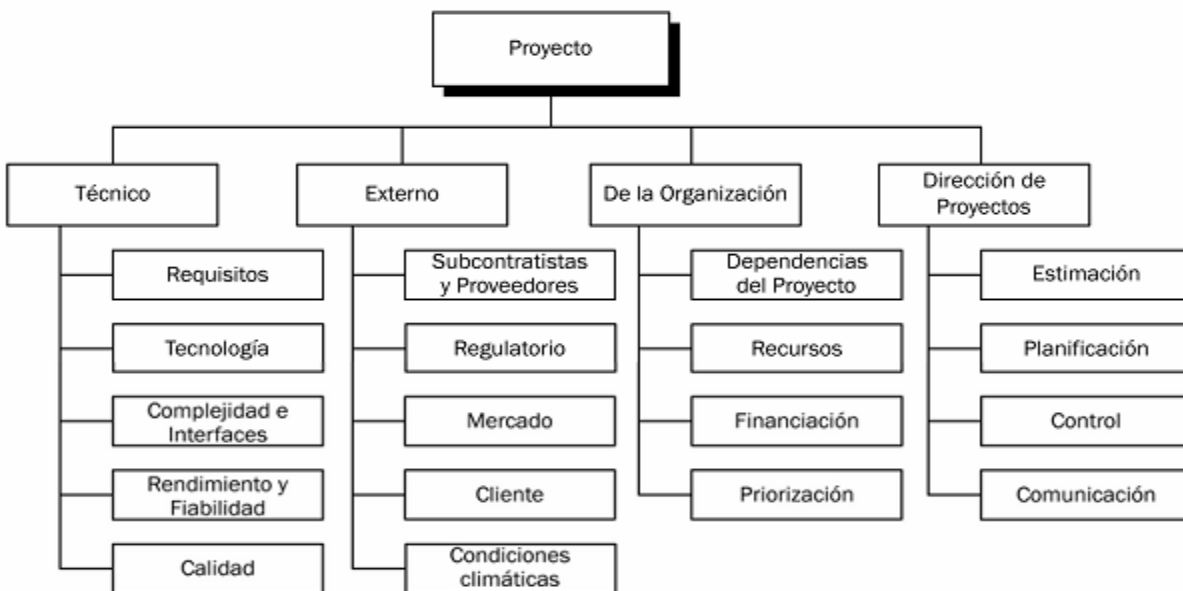 Proyecto
Técnico
Externo
De la Organización
Dirección de
Proyectos
Requisitos
Tecnología
Complejidad e
Interfaces
Rendimiento y
Fiabilidad
Calidad
Subcontratistas
y Proveedores
Regulatorio
Mercado
Cliente
Condiciones
climáticas
Dependencias
del Proyecto
Recursos
Financiación
Priorización
Estimación
Planificación
Control
Comunicación